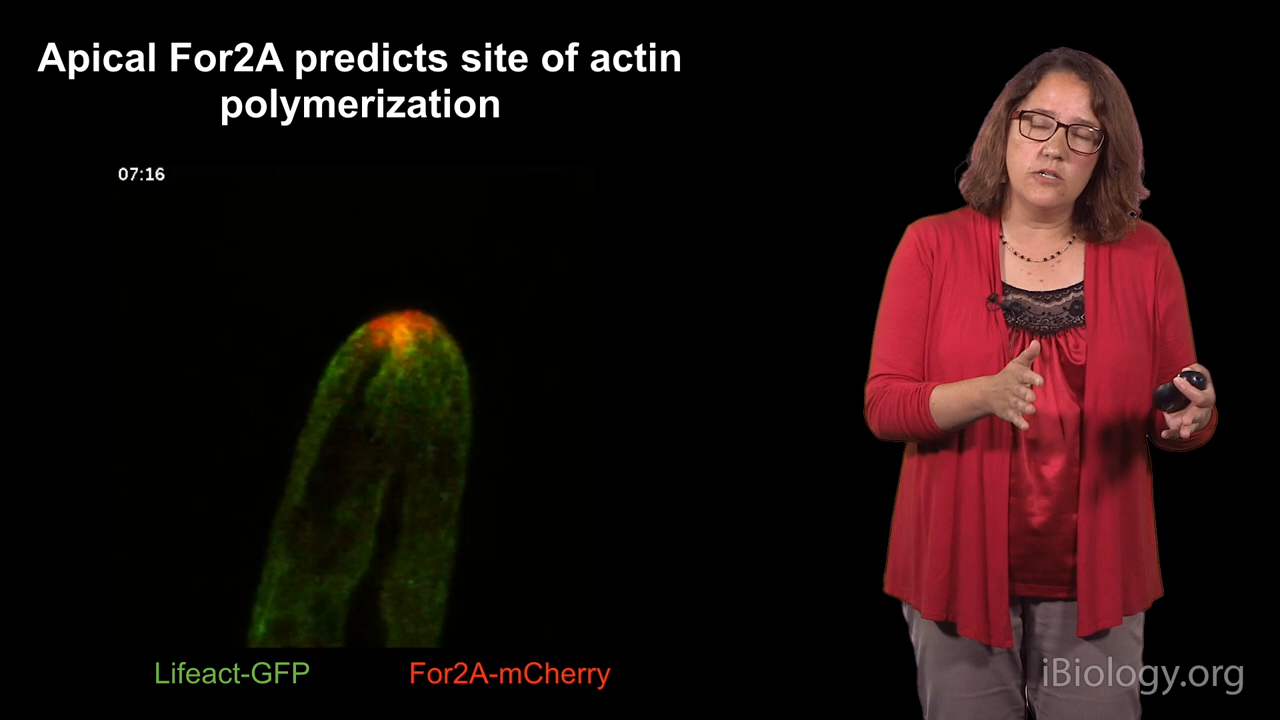 Apical For2A predicts site of actin
polymerization
07:16
Lifeact-GFP
For2A-mCherry
iBiology.org